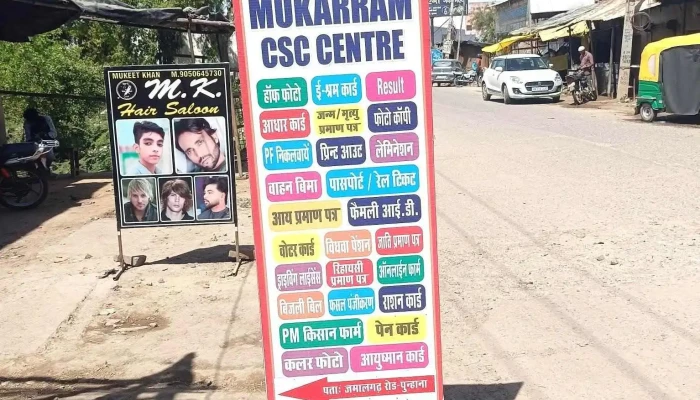 MUKARRAM
CSC CENTRE
हॉफ फोटो ई-श्रम कार्ड Result
आधार कार्ड जन्म/मृत्यु प्रमाण पत्र फोटो कॉपी
PF निकलवायें प्रिन्ट आउट लेमिनेशन
वाहन बिमा पासपोर्ट / रेल टिकट
आय प्रमाण पत्र फैमली आई.डी.
वोटर कार्ड विधवा पेंशन जाति प्रमाण पत्र
ड्राइविंग लाईसेंस रिहायसी प्रमाण पत्र ऑनलाईन फार्म
बिजली बिल फसल पंजीकरण राशन कार्ड
PM किसान फार्म पेन कार्ड
कलर फोटो आयुष्मान कार्ड
पताः जमालगढ़ रोड-पुन्हाना
MUKEET KHAN M.9050645730
M.K.
Hair Saloon